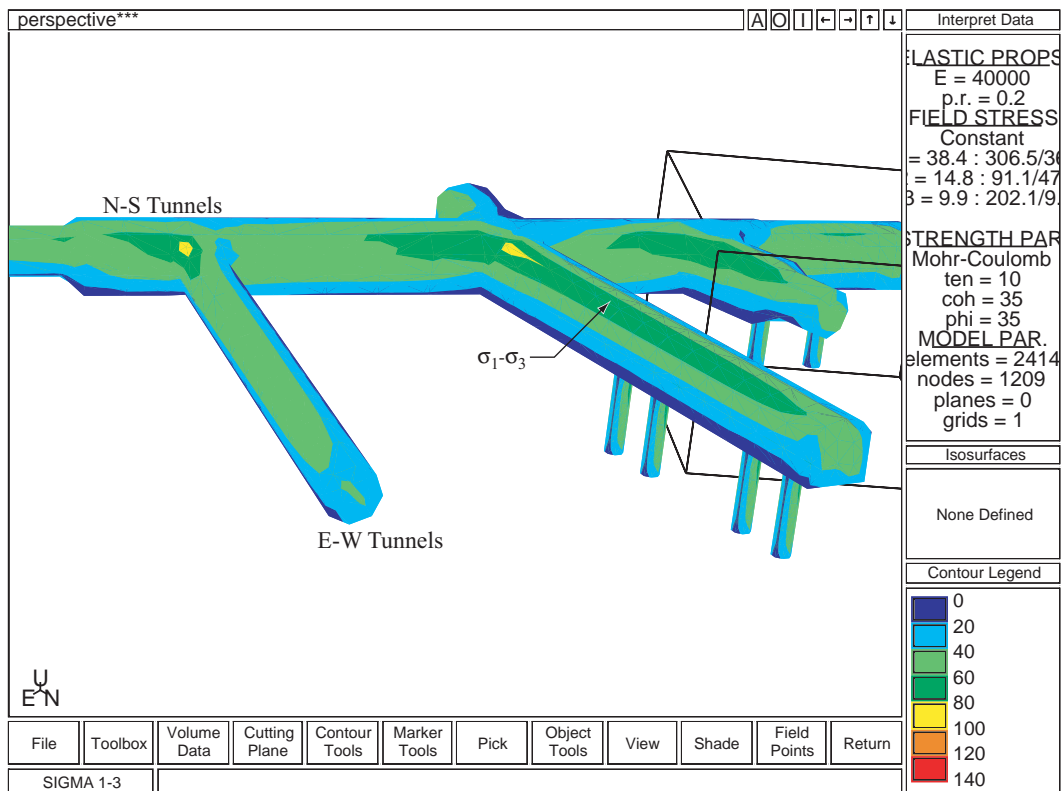 perspective***
A O I ← → ↑ ↓
Interpret Data
ELASTIC PROPS
E = 40000
p.r. = 0.2
FIELD STRESS
Constant
= 38.4 : 306.5/36
= 14.8 : 91.1/47
3 = 9.9 : 202.1/9.
STRENGTH PAR
Mohr-Coulomb
ten = 10
coh = 35
phi = 35
MODEL PAR.
elements = 2414
nodes = 1209
planes = 0
grids = 1
Isosurfaces
None Defined
Contour Legend
0
20
40
60
80
100
120
140
N-S Tunnels
σ1-σ3
E-W Tunnels
U
E N
File
Toolbox
Volume
Data
Cutting
Plane
Contour
Tools
Marker
Tools
Pick
Object
Tools
View
Shade
Field
Points
Return
SIGMA 1-3